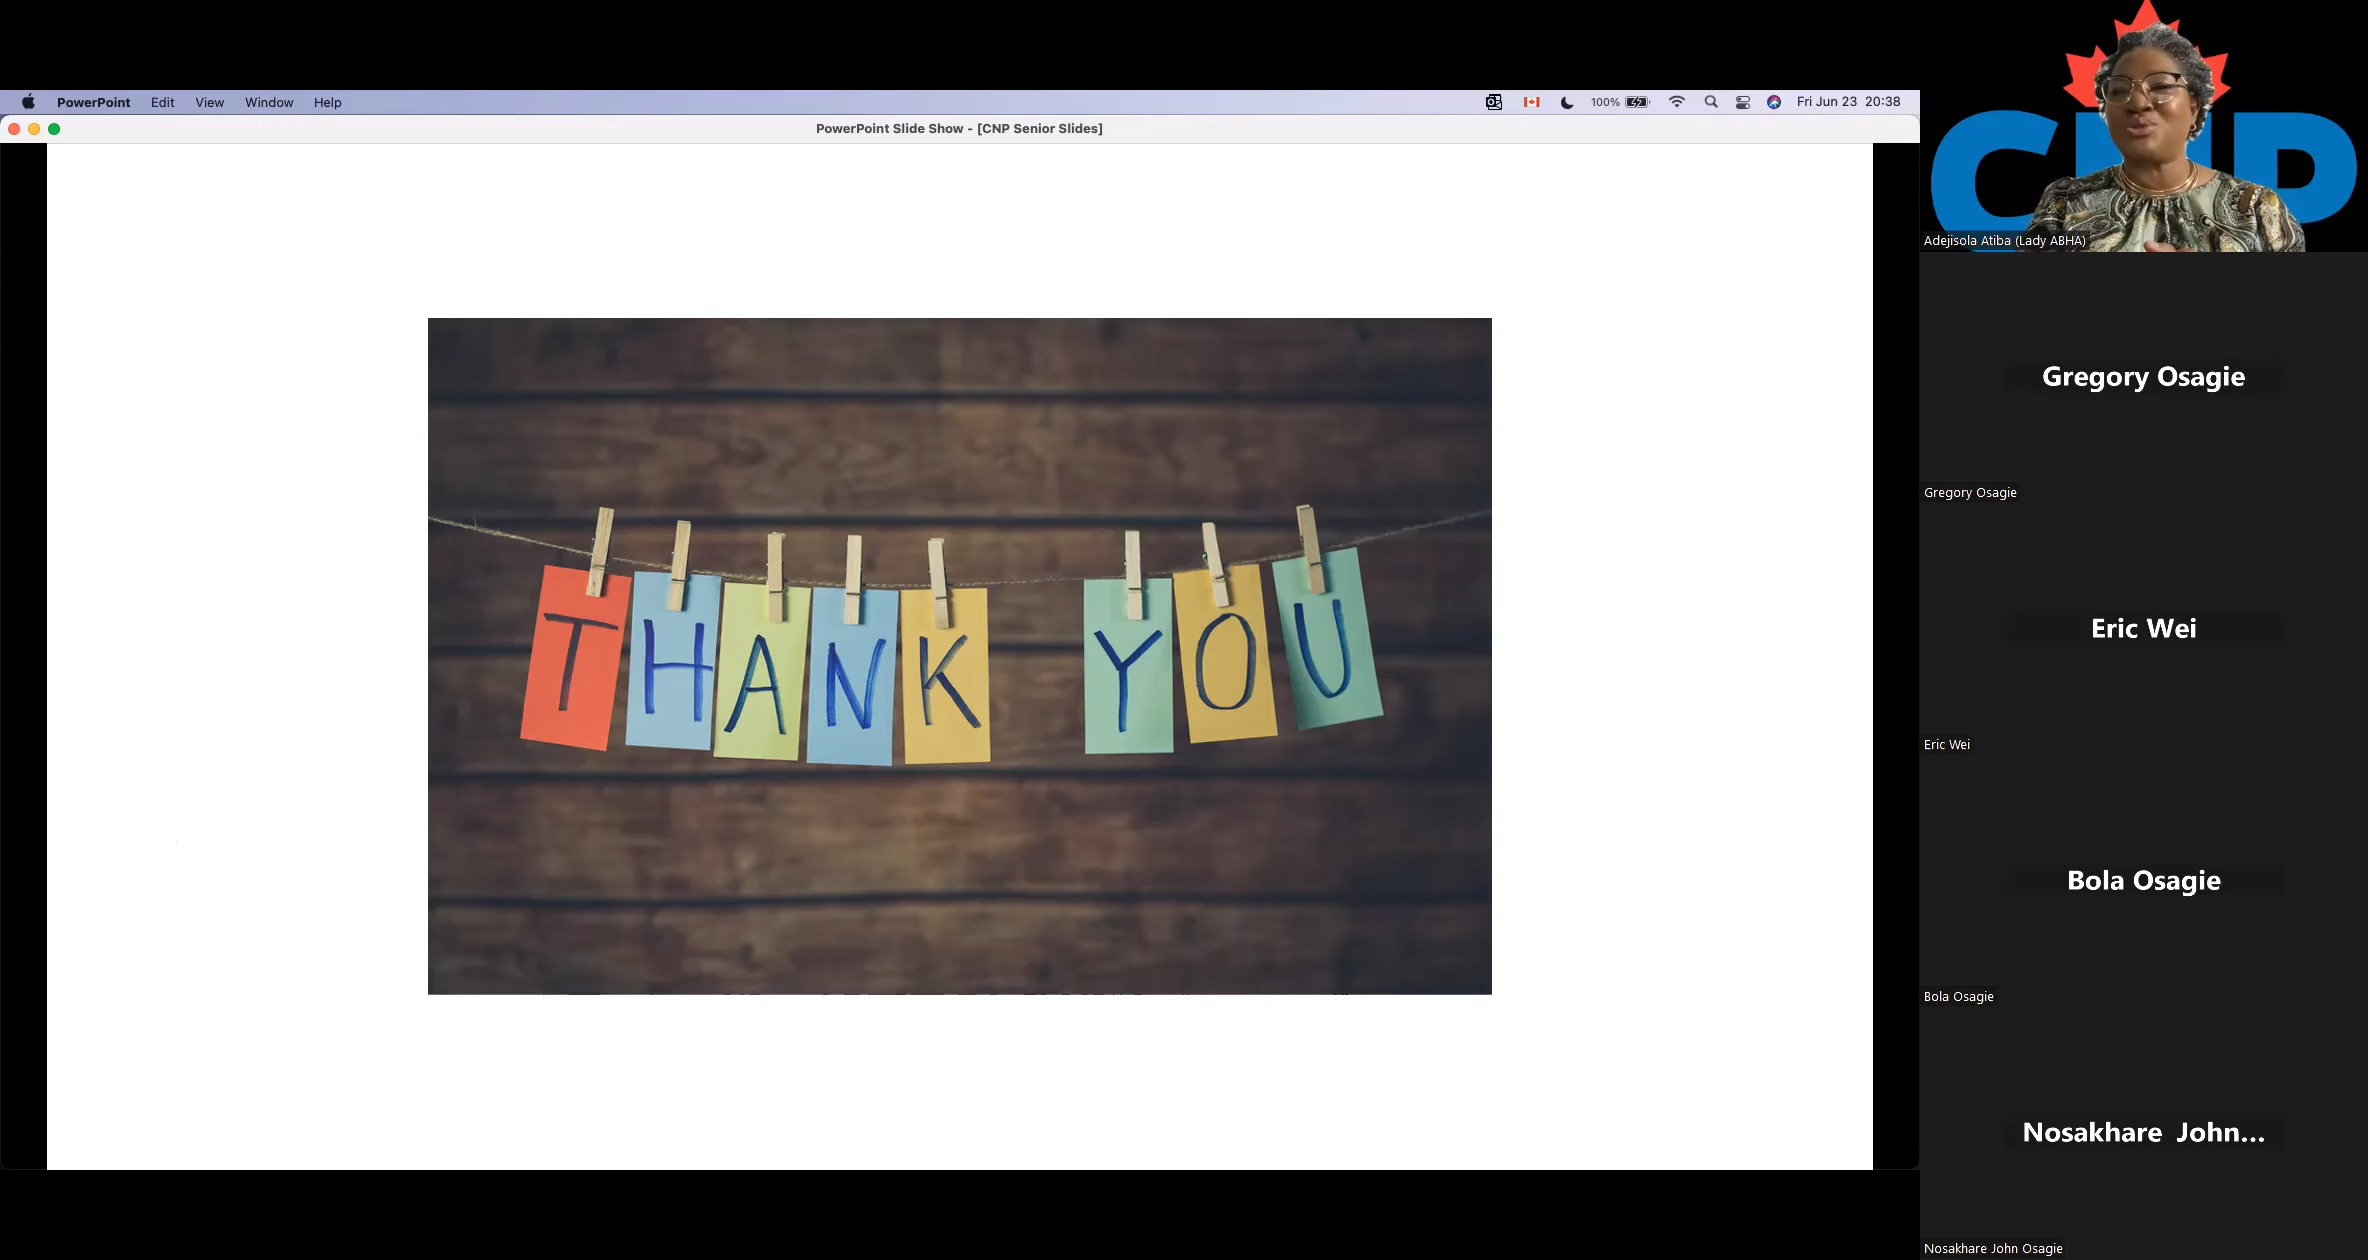 PowerPoint Edit View Window Help 100% Fri Jun 23 20:38
PowerPoint Slide Show - [CNP Senior Slides]
THANK YOU
CNP
Adejisola Atiba (Lady ABHA)
Gregory Osagie
Gregory Osagie
Eric Wei
Eric Wei
Bola Osagie
Bola Osagie
Nosakhare John...
Nosakhare John Osagie